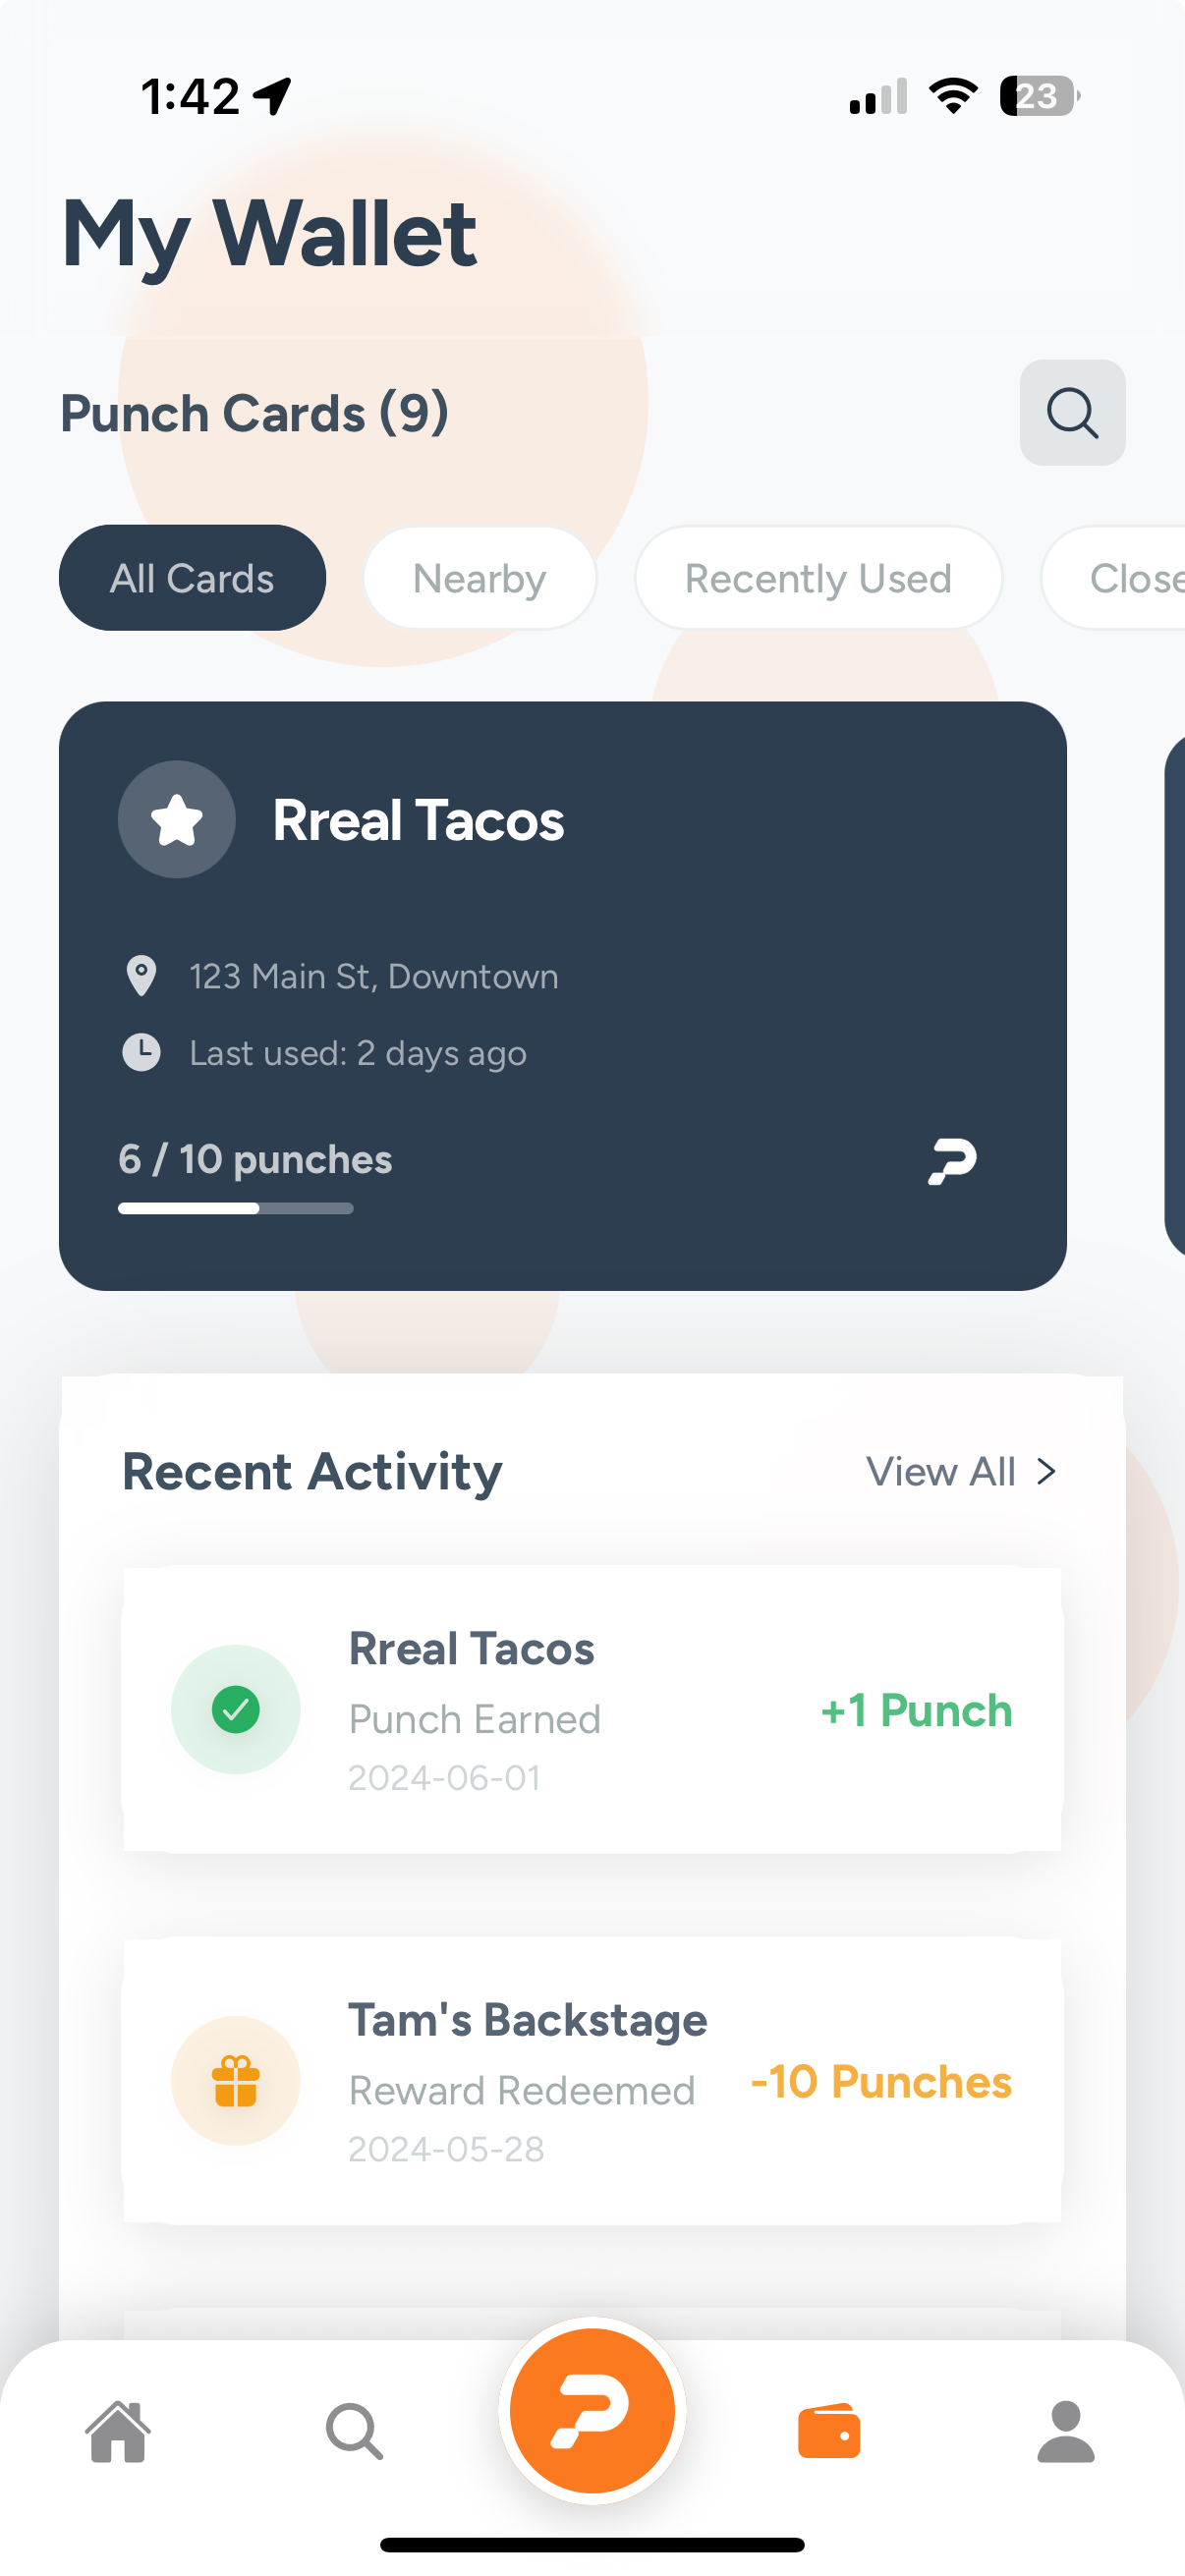 1:42
23
My Wallet
Punch Cards (9)
All Cards
Nearby
Recently Used
Close
Rreal Tacos
123 Main St, Downtown
Last used: 2 days ago
6 / 10 punches
Recent Activity
View All
Rreal Tacos
Punch Earned
+1 Punch
2024-06-01
Tam's Backstage
Reward Redeemed
-10 Punches
2024-05-28